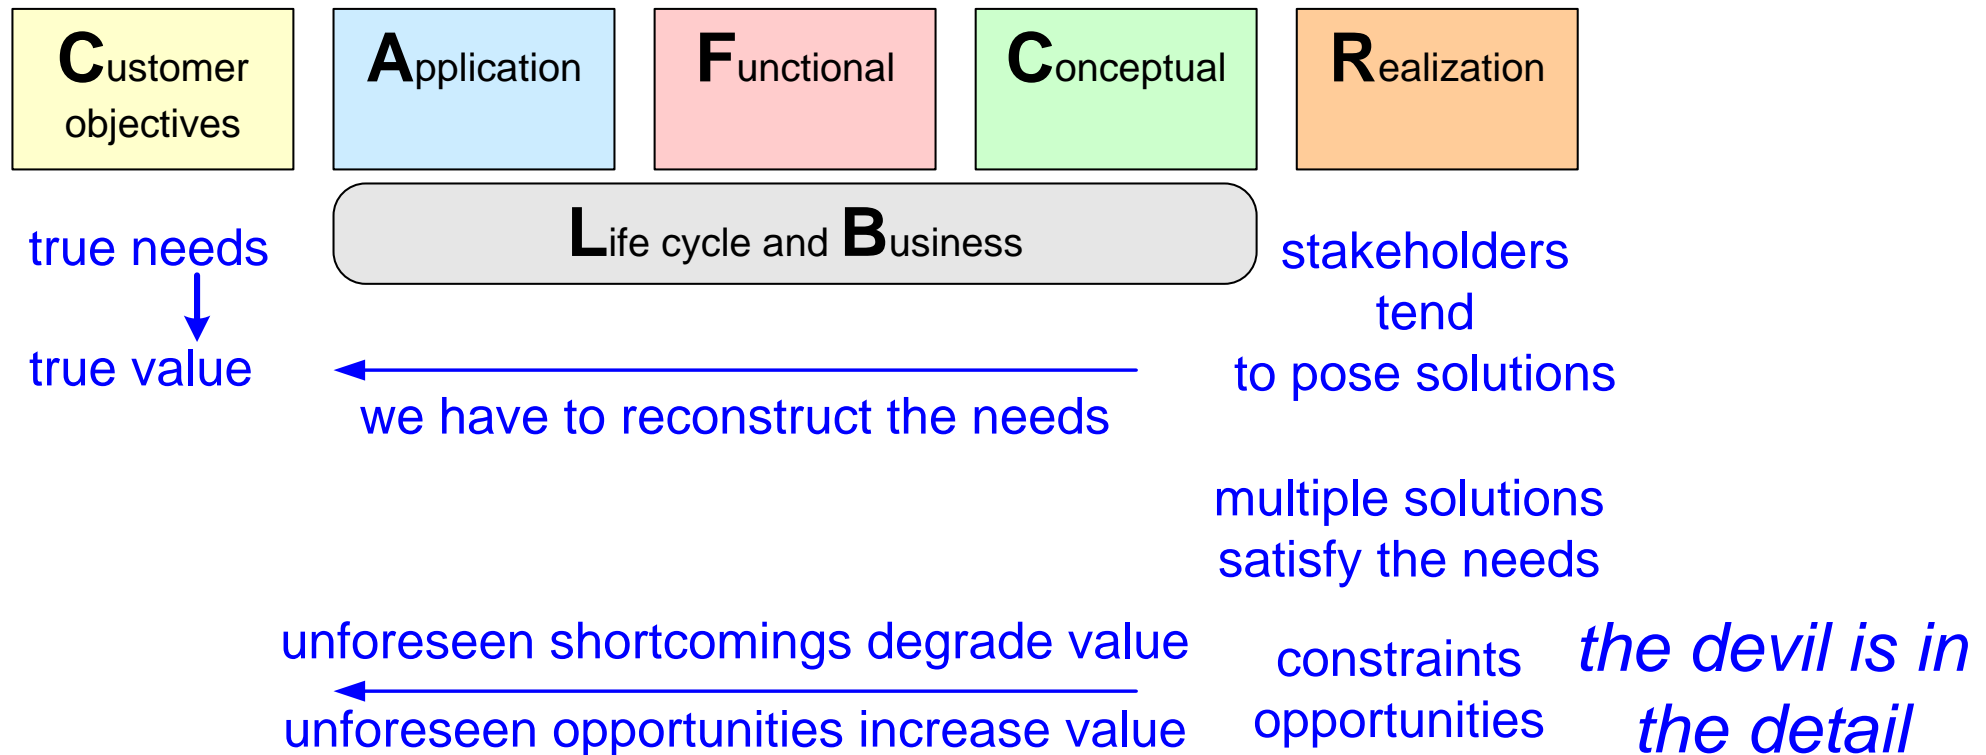 Customer
objectives
Application
Functional
Conceptual
Realization
Life cycle and Business
true needs
true value
stakeholders
tend
to pose solutions
we have to reconstruct the needs
multiple solutions
satisfy the needs
unforeseen shortcomings degrade value
unforeseen opportunities increase value
constraints
opportunities
the devil is in
the detail